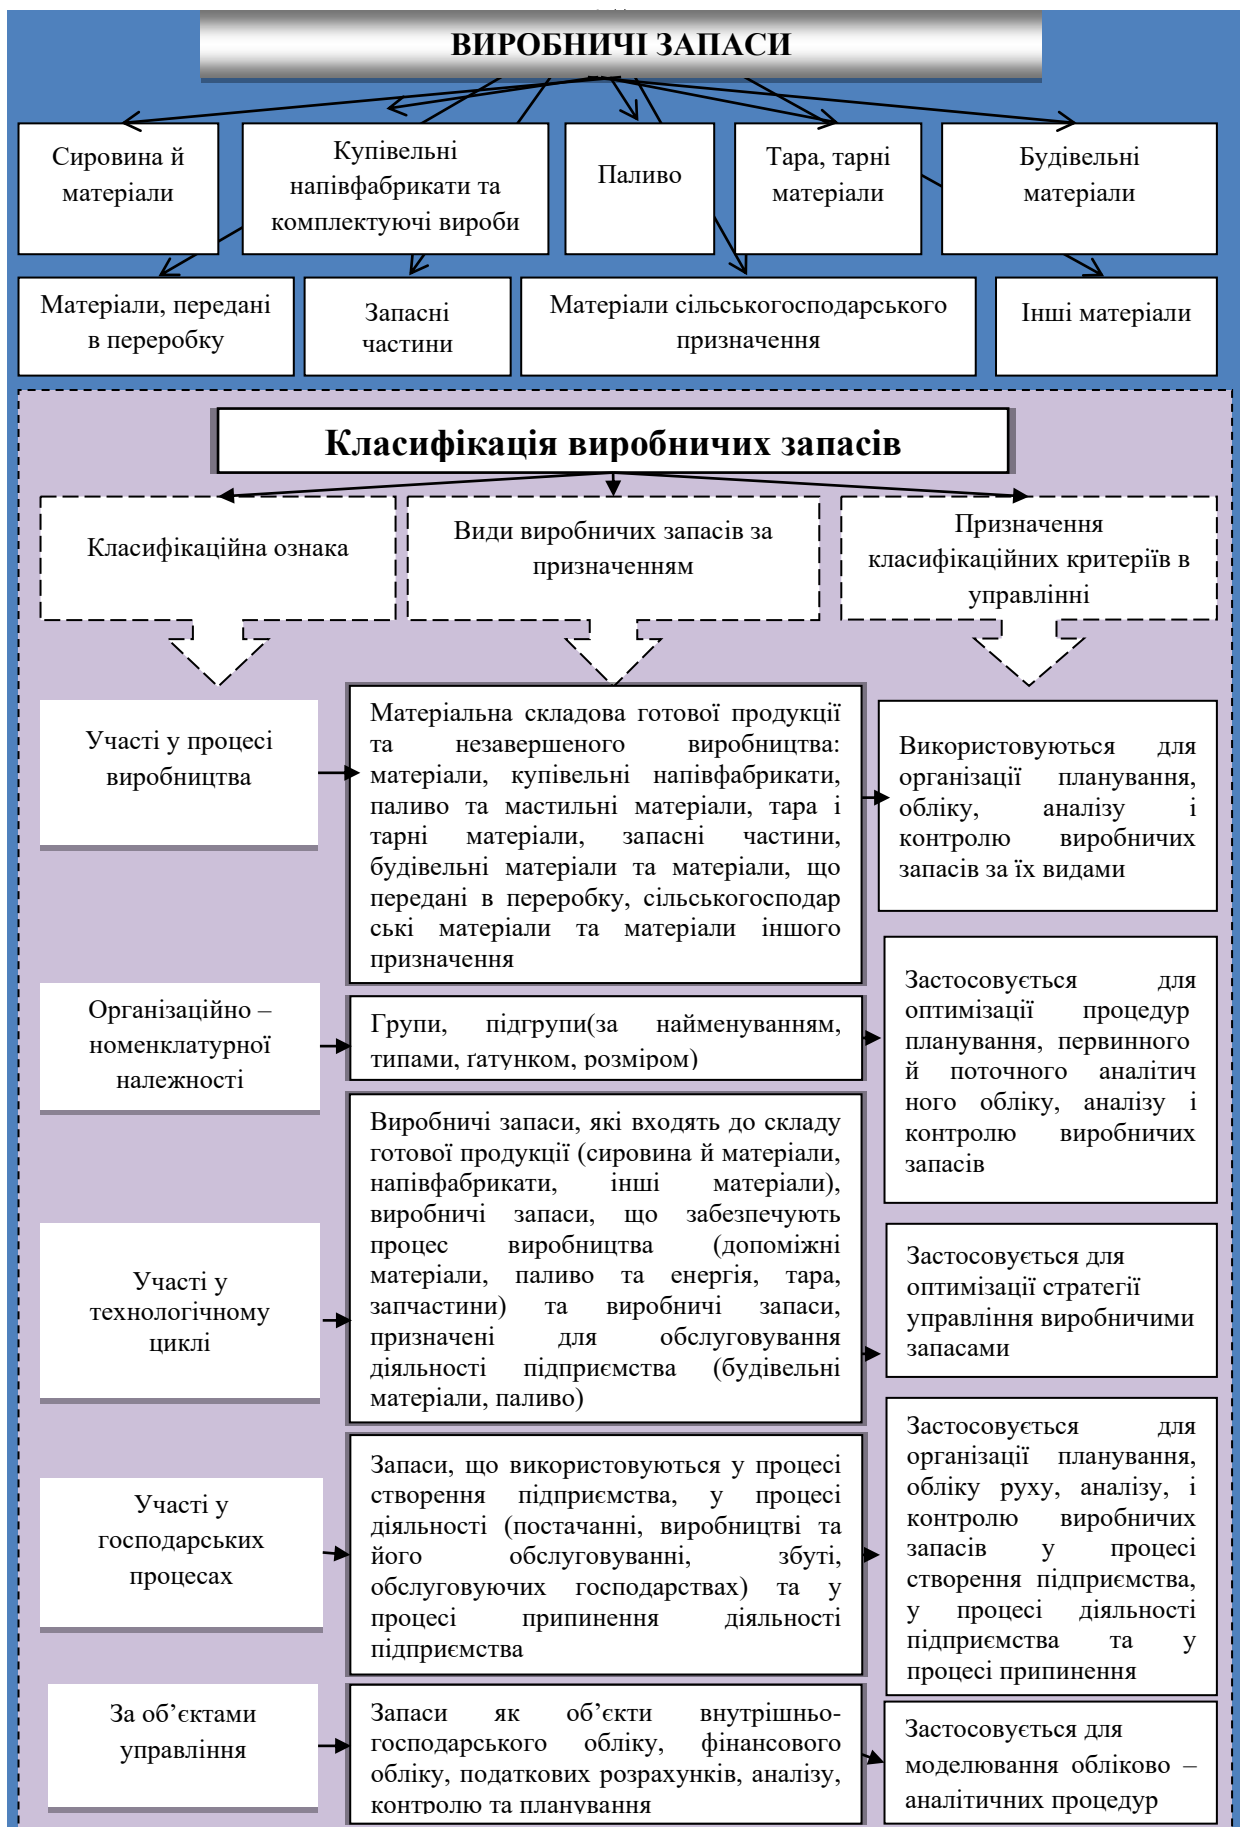 ВИРОБНИЧІ ЗАПАСИ
Сировина й
матеріали
Купівельні
напівфабрикати та
комплектуючі вироби
Паливо
Тара, тарні
матеріали
Будівельні
матеріали
Матеріали, передані
в переробку
Запасні
частини
Матеріали сільськогосподарського
призначення
Інші матеріали
Класифікація виробничих запасів
Класифікаційна ознака
Види виробничих запасів за
призначенням
Призначення
класифікаційних критеріїв в
управлінні
Участі у процесі
виробництва
Матеріальна складова готової продукції
та незавершеного виробництва:
матеріали, купівельні напівфабрикати,
паливо та мастильні матеріали, тара і
тарні матеріали, запасні частини,
будівельні матеріали та матеріали, що
передані в переробку, сільськогосподар
ські матеріали та матеріали іншого
призначення
Використовуються для
організації планування,
обліку, аналізу і
контролю виробничих
запасів за їх видами
Організаційно –
номенклатурної
належності
Групи, підгрупи(за найменуванням,
типами, ґатунком, розміром)
Застосовується для
оптимізації процедур
планування, первинного
й поточного аналітич
ного обліку, аналізу і
контролю виробничих
запасів
Участі у
технологічному
циклі
Виробничі запаси, які входять до складу
готової продукції (сировина й матеріали,
напівфабрикати, інші матеріали),
виробничі запаси, що забезпечують
процес виробництва (допоміжні
матеріали, паливо та енергія, тара,
запчастини) та виробничі запаси,
призначені для обслуговування
діяльності підприємства (будівельні
матеріали, паливо)
Застосовується для
оптимізації стратегії
управління виробничими
запасами
Участі у
господарських
процесах
Запаси, що використовуються у процесі
створення підприємства, у процесі
діяльності (постачанні, виробництві та
його обслуговуванні, збуті,
обслуговуючих господарствах) та у
процесі припинення діяльності
підприємства
Застосовується для
організації планування,
обліку руху, аналізу, і
контролю виробничих
запасів у процесі
створення підприємства,
у процесі діяльності
підприємства та у
процесі припинення
За об’єктами
управління
Запаси як об’єкти внутрішньо-
господарського обліку, фінансового
обліку, податкових розрахунків, аналізу,
контролю та планування
Застосовується для
моделювання обліково –
аналітичних процедур